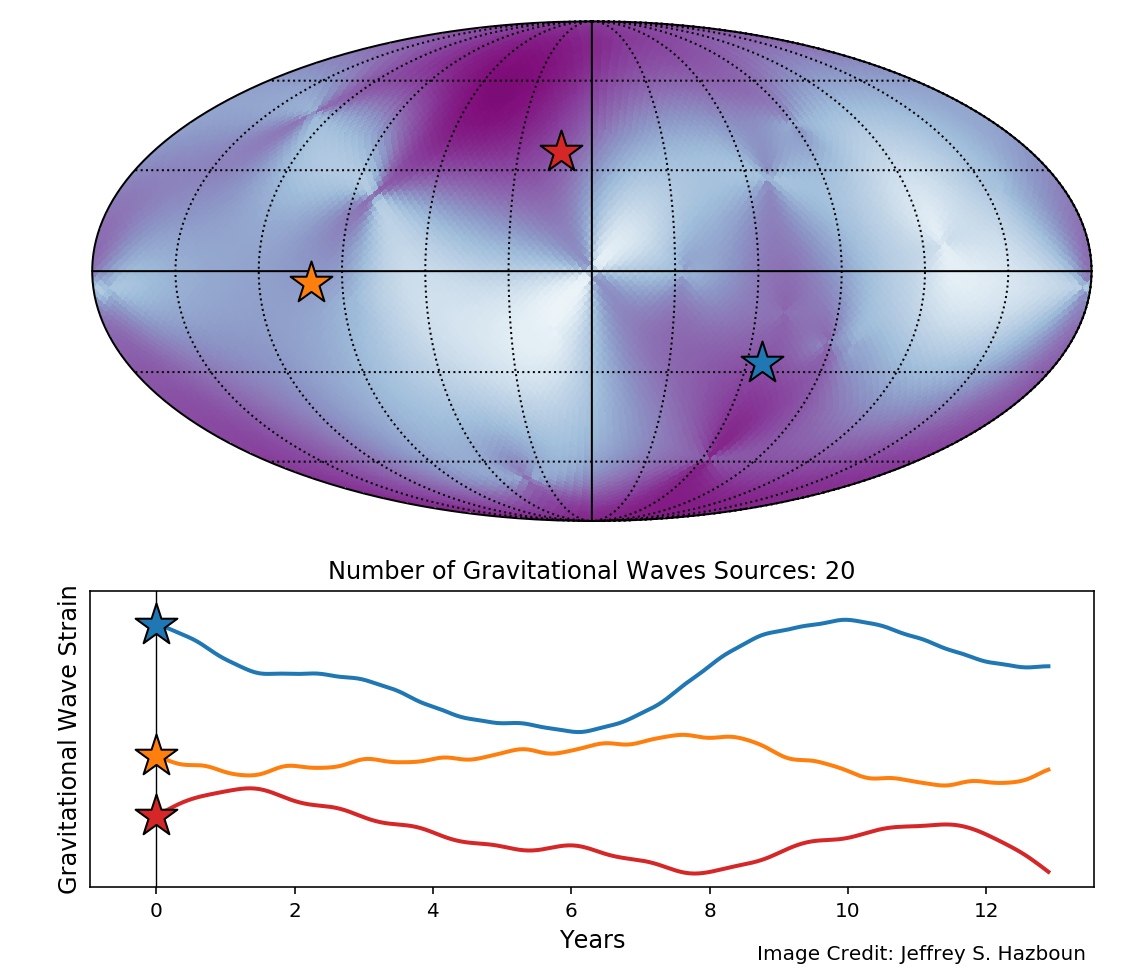 Number of Gravitational Waves Sources: 20
Gravitational Wave Strain
0 2 4 6 8 10 12
Years
Image Credit: Jeffrey S. Hazboun